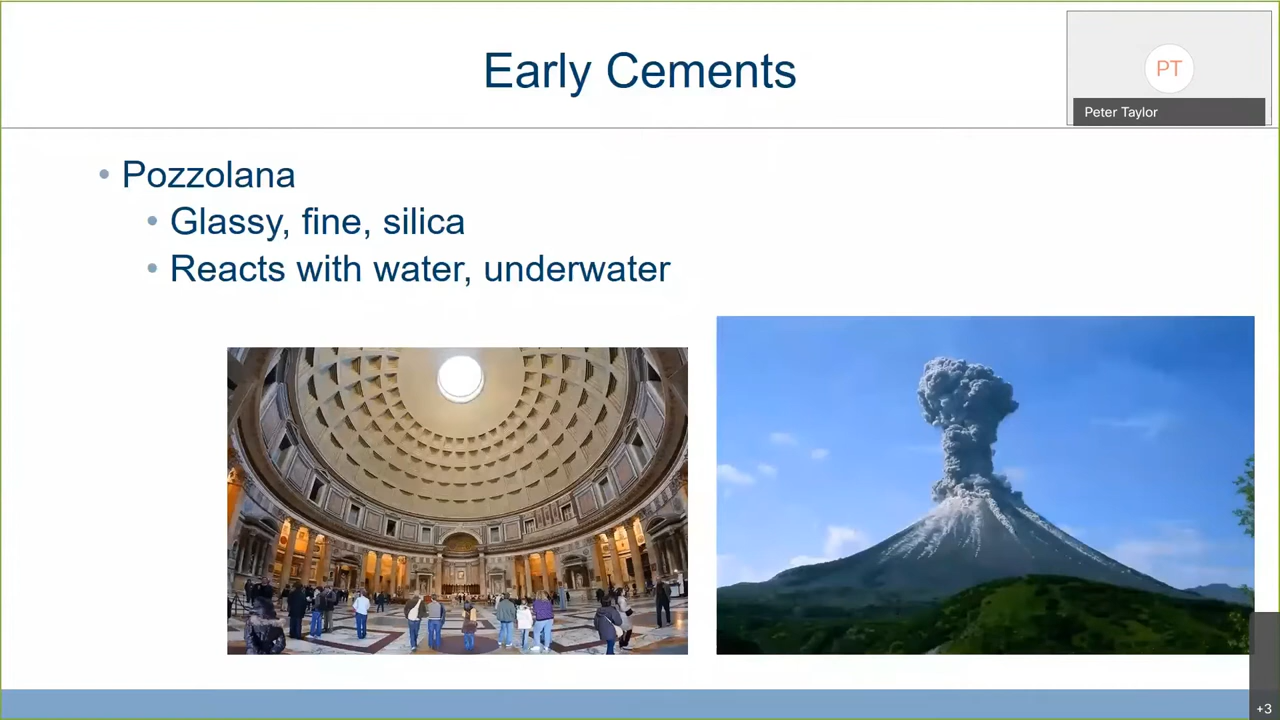 Early Cements
PT
Peter Taylor
• Pozzolana
• Glassy, fine, silica
• Reacts with water, underwater
+3